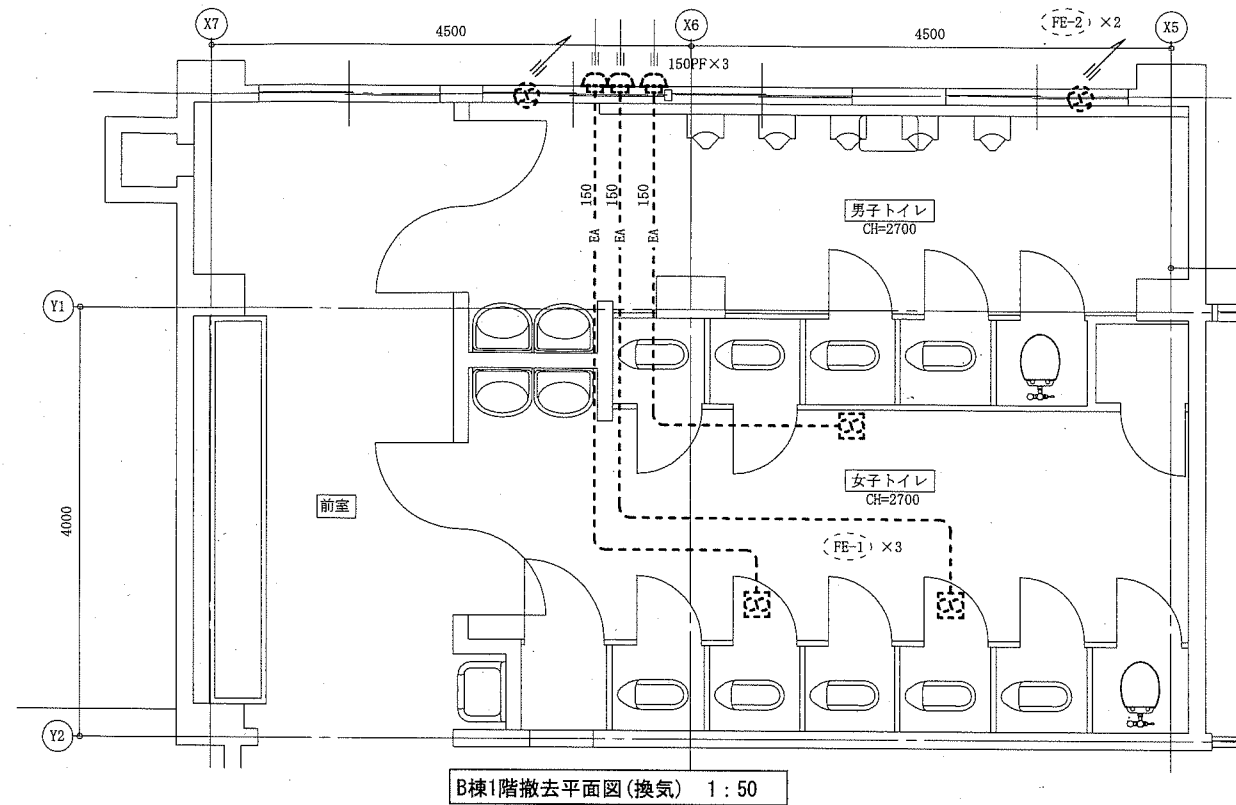 X7
4500
X6
4500
FE-2 ×2
X5
150PF×3
150
150
150
EA
EA
EA
男子トイレ
CH=2700
Y1
女子トイレ
CH=2700
前室
4000
FE-1 ×3
Y2
B棟1階撤去平面図(換気) 1:50